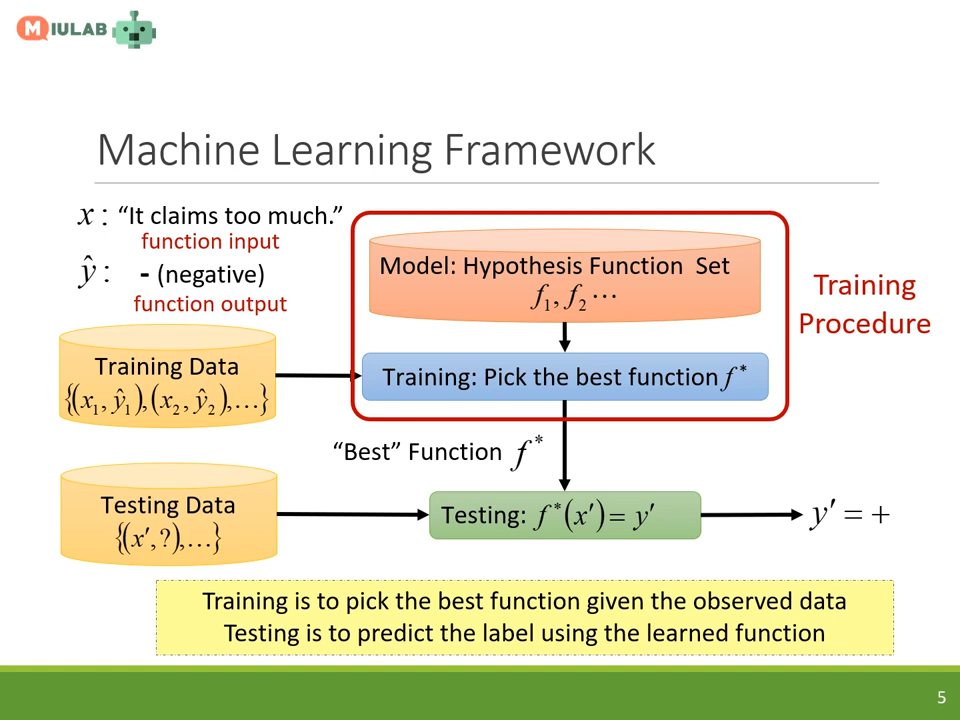 MIULAB
Machine Learning Framework
x : “It claims too much.”
function input
ŷ : - (negative)
function output
Model: Hypothesis Function Set
f₁, f₂ ⋯
Training
Procedure
Training Data
{(x₁, ŷ₁), (x₂, ŷ₂), …}
Training: Pick the best function f*
“Best” Function f*
Testing Data
{(x′, ?), …}
Testing: f*(x′) = y′
y′ = +
Training is to pick the best function given the observed data
Testing is to predict the label using the learned function
5